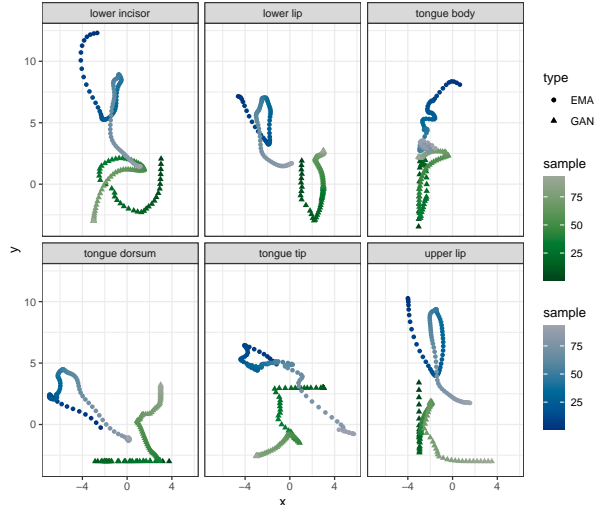 lower incisor lower lip tongue body
10
5
0
y
tongue dorsum tongue tip upper lip
10
5
0
−4 0 4 −4 0 4 −4 0 4
x
type
EMA
GAN
sample
75
50
25
sample
75
50
25